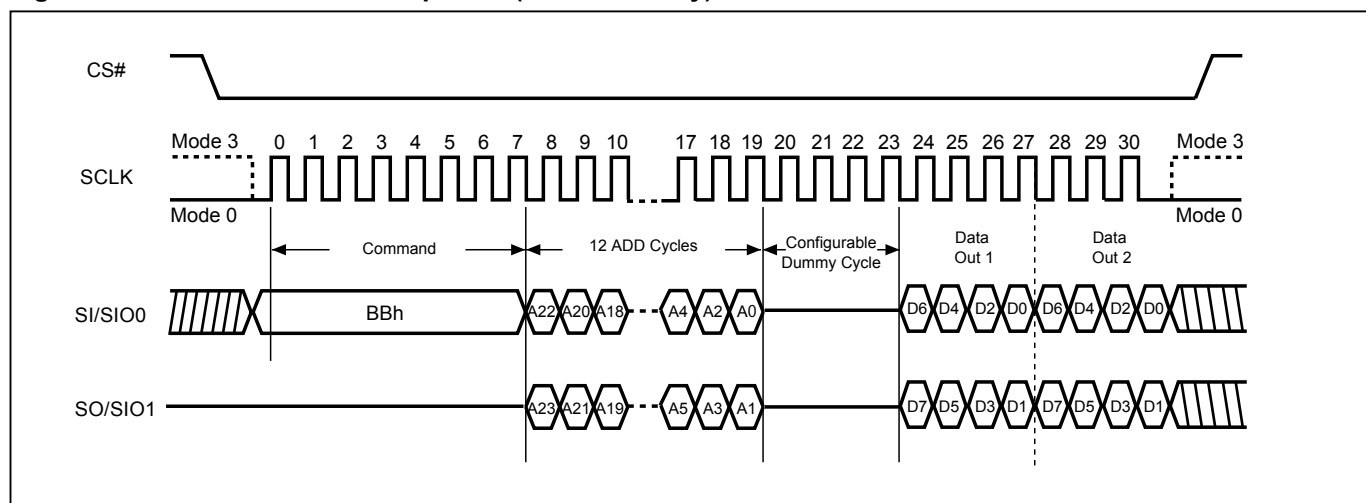 CS#
Mode 3 0 1 2 3 4 5 6 7 8 9 10 17 18 19 20 21 22 23 24 25 26 27 28 29 30 Mode 3
SCLK
Mode 0 Mode 0
Command 12 ADD Cycles Configurable Dummy Cycle Data Out 1 Data Out 2
SI/SIO0 BBh A22 A20 A18 A4 A2 A0 D6 D4 D2 D0 D6 D4 D2 D0
SO/SIO1 A23 A21 A19 A5 A3 A1 D7 D5 D3 D1 D7 D5 D3 D1